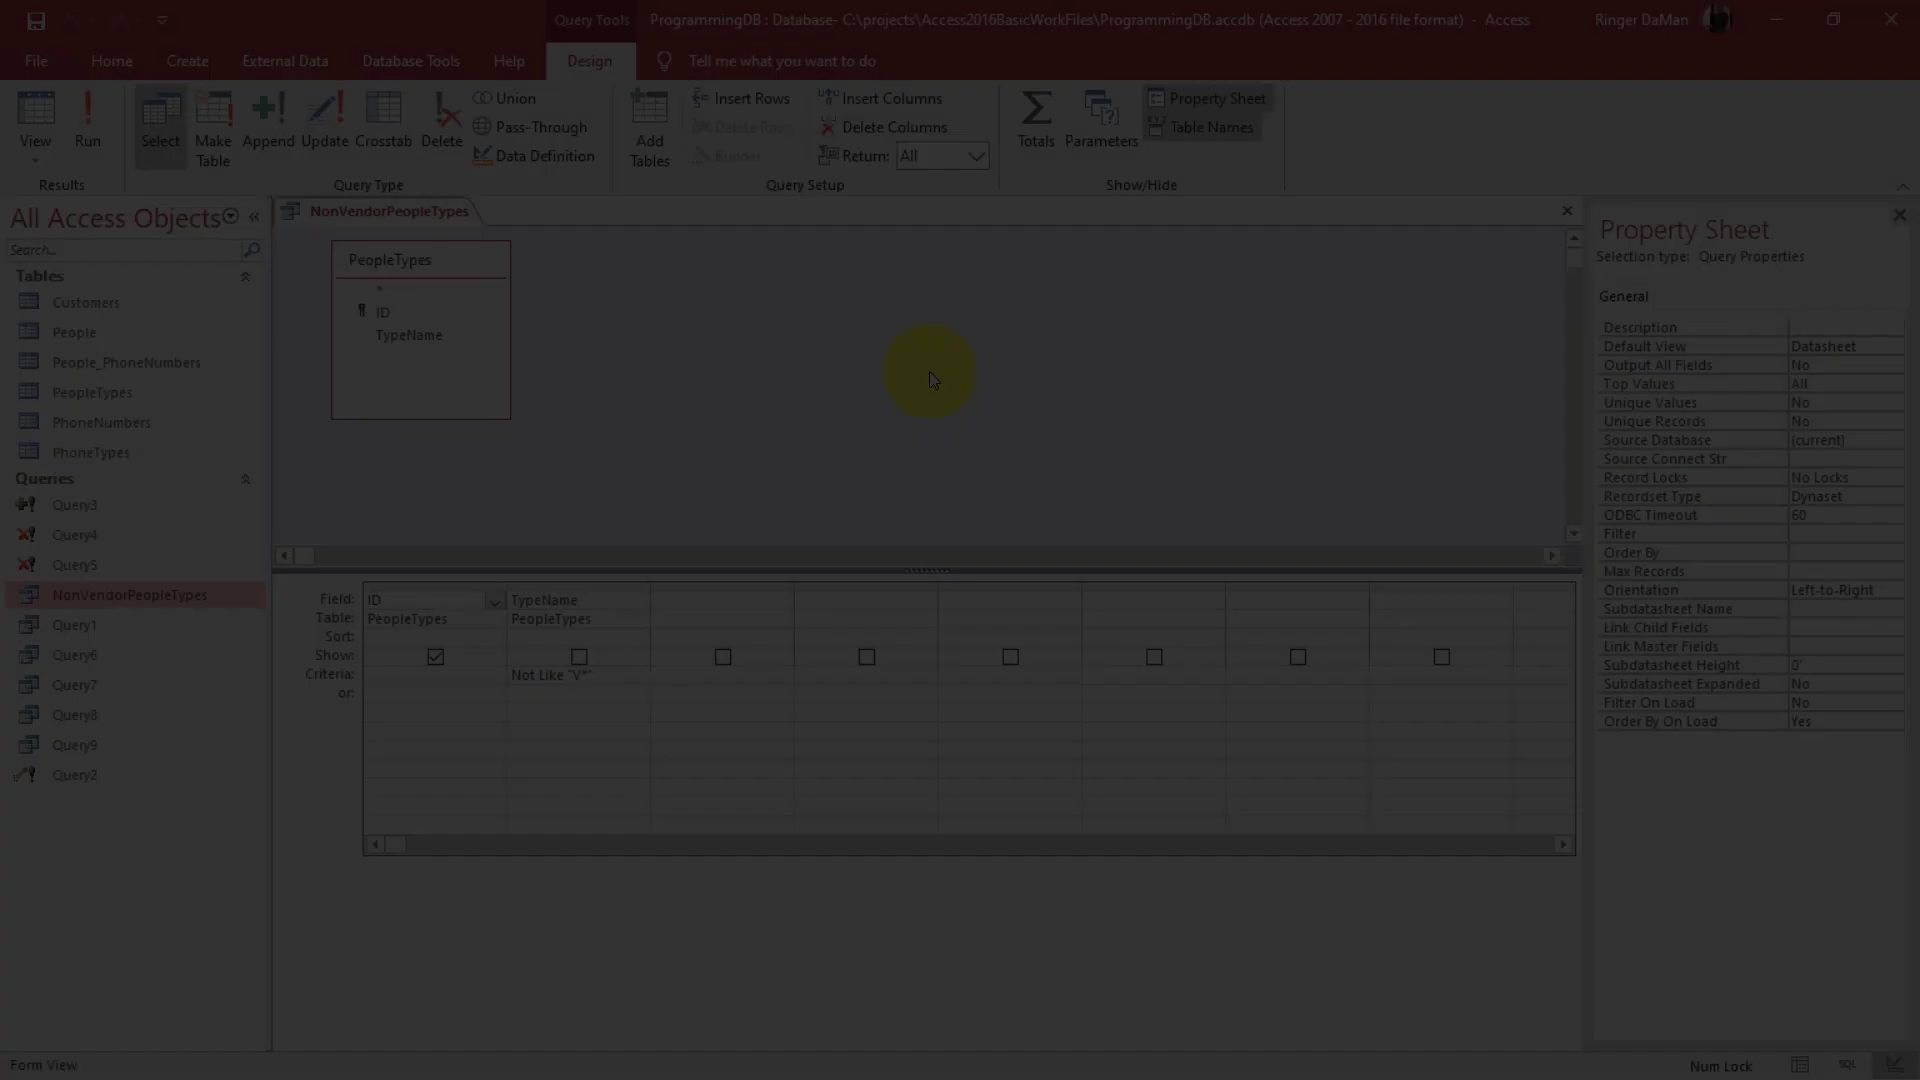 Query Tools
ProgrammingDB : Database- C:\projects\Access2016BasicWorkFiles\ProgrammingDB.accdb (Access 2007 - 2016 file format) - Access
Ringer DaMan
File Home Create External Data Database Tools Help Design Tell me what you want to do
View
Run
Results
Select
Make Table
Append
Update
Crosstab
Delete
Union
Pass-Through
Data Definition
Query Type
Add Tables
Insert Rows
Delete Rows
Builder
Insert Columns
Delete Columns
Return: All
Query Setup
Totals
Parameters
Property Sheet
Table Names
Show/Hide
All Access Objects
Search...
Tables
Customers
People
People_PhoneNumbers
PeopleTypes
PhoneNumbers
PhoneTypes
Queries
Query3
Query4
Query5
NonVendorPeopleTypes
Query1
Query6
Query7
Query8
Query9
Query2
NonVendorPeopleTypes
PeopleTypes
*
ID
TypeName
Field: ID TypeName
Table: PeopleTypes PeopleTypes
Sort:
Show:
Criteria: Not Like "V*"
or:
Property Sheet
Selection type: Query Properties
General
Description
Default View Datasheet
Output All Fields No
Top Values All
Unique Values No
Unique Records No
Source Database (current)
Source Connect Str
Record Locks No Locks
Recordset Type Dynaset
ODBC Timeout 60
Filter
Order By
Max Records
Orientation Left-to-Right
Subdatasheet Name
Link Child Fields
Link Master Fields
Subdatasheet Height 0"
Subdatasheet Expanded No
Filter On Load No
Order By On Load Yes
Form View
Num Lock
SQL